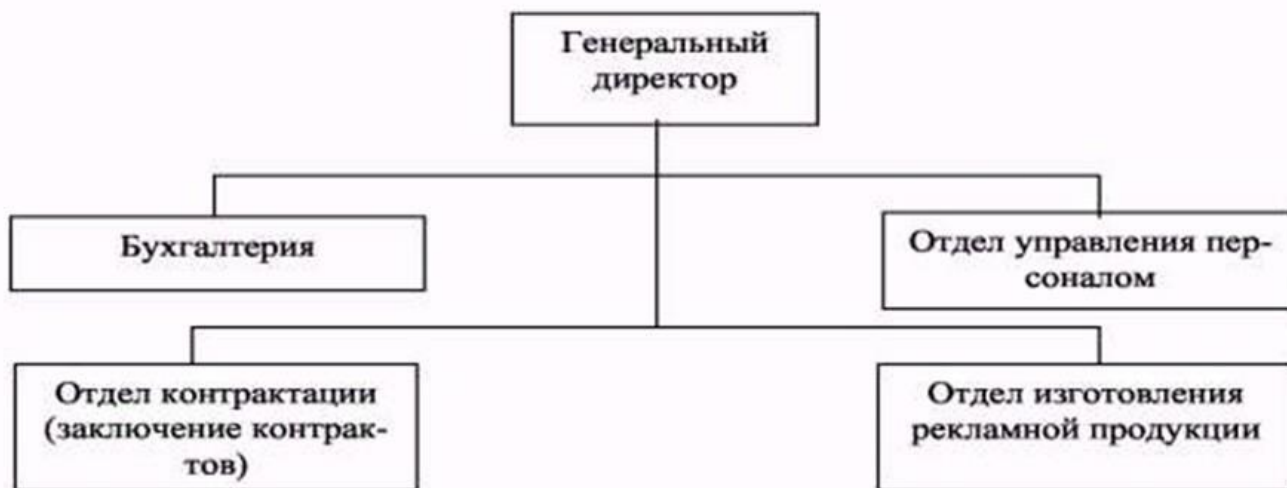 Генеральный
директор
Бухгалтерия
Отдел управления пер-
соналом
Отдел контрактации
(заключение контрак-
тов)
Отдел изготовления
рекламной продукции